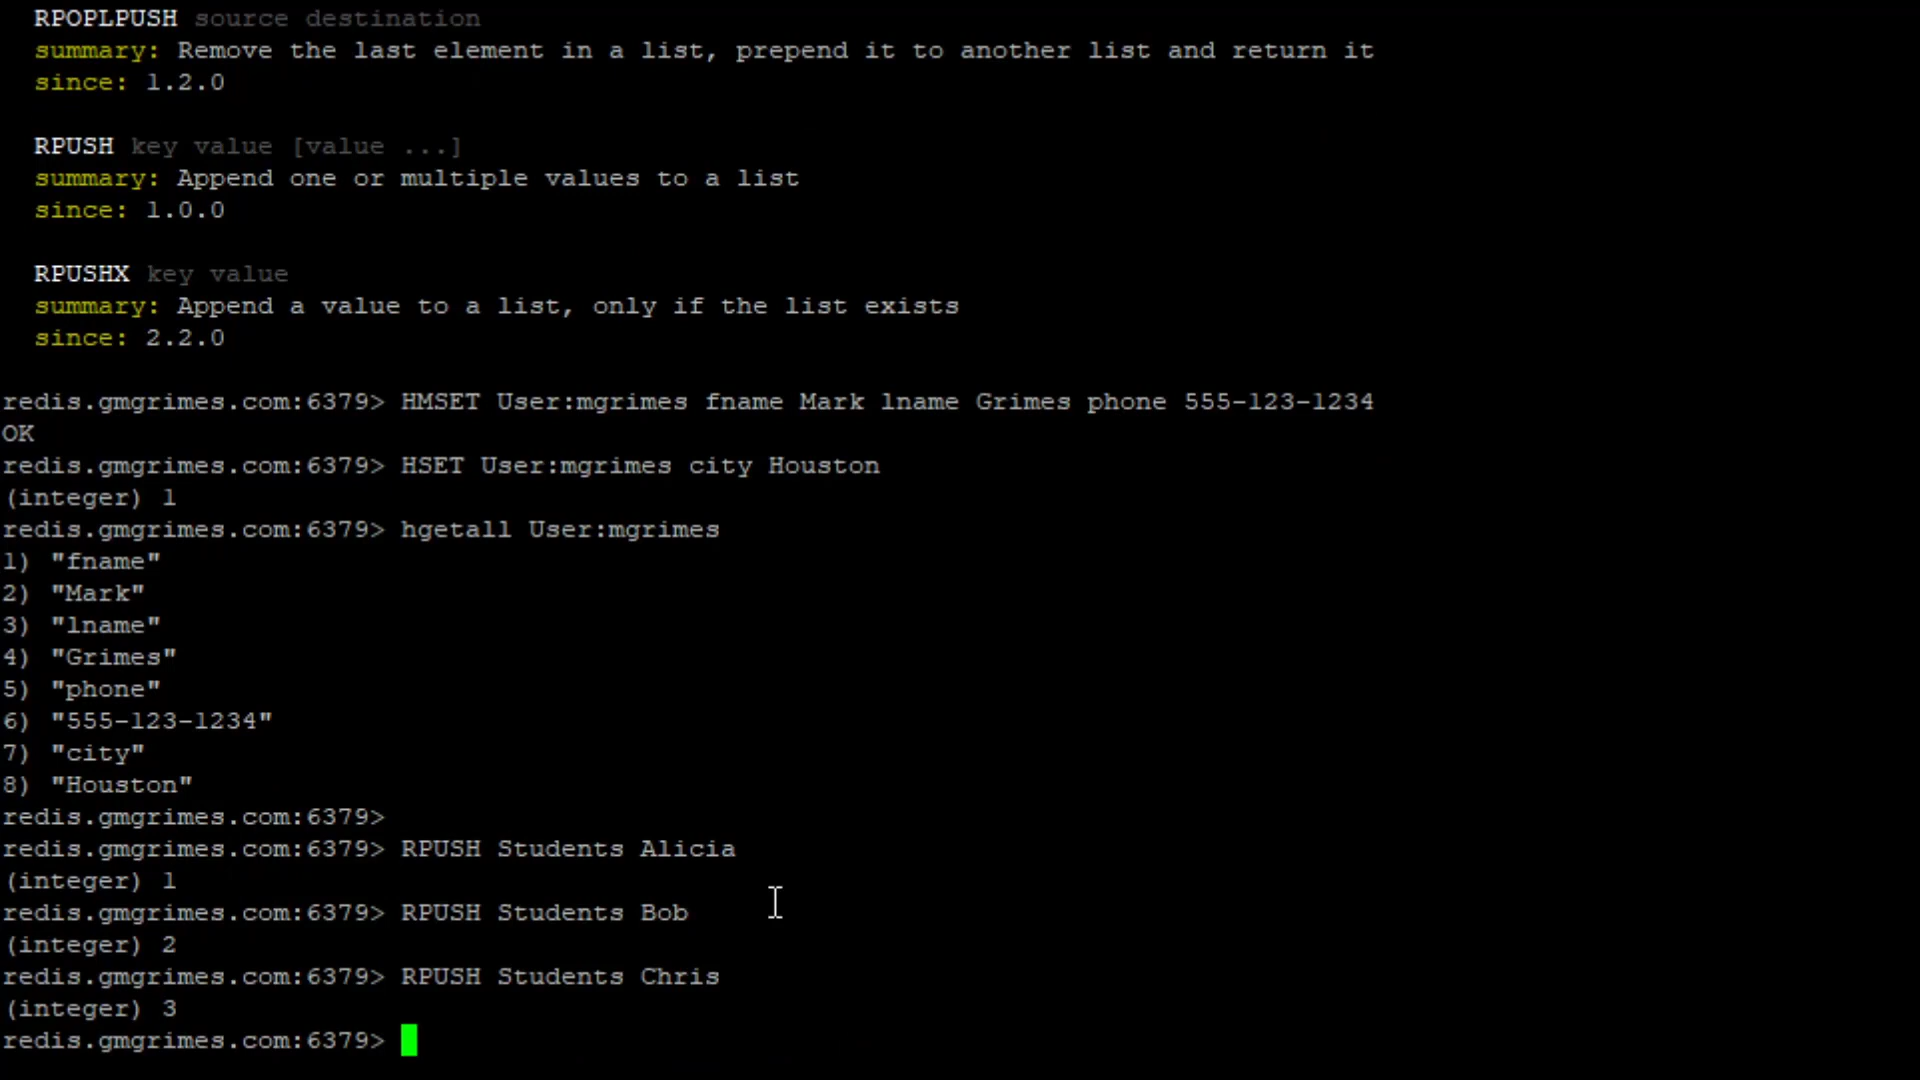 RPOPLPUSH source destination
summary: Remove the last element in a list, prepend it to another list and return it
since: 1.2.0
RPUSH key value [value ...]
summary: Append one or multiple values to a list
since: 1.0.0
RPUSHX key value
summary: Append a value to a list, only if the list exists
since: 2.2.0
redis.gmgrimes.com:6379> HMSET User:mgrimes fname Mark lname Grimes phone 555-123-1234
OK
redis.gmgrimes.com:6379> HSET User:mgrimes city Houston
(integer) 1
redis.gmgrimes.com:6379> hgetall User:mgrimes
1) "fname"
2) "Mark"
3) "lname"
4) "Grimes"
5) "phone"
6) "555-123-1234"
7) "city"
8) "Houston"
redis.gmgrimes.com:6379>
redis.gmgrimes.com:6379> RPUSH Students Alicia
(integer) 1
redis.gmgrimes.com:6379> RPUSH Students Bob
(integer) 2
redis.gmgrimes.com:6379> RPUSH Students Chris
(integer) 3
redis.gmgrimes.com:6379>